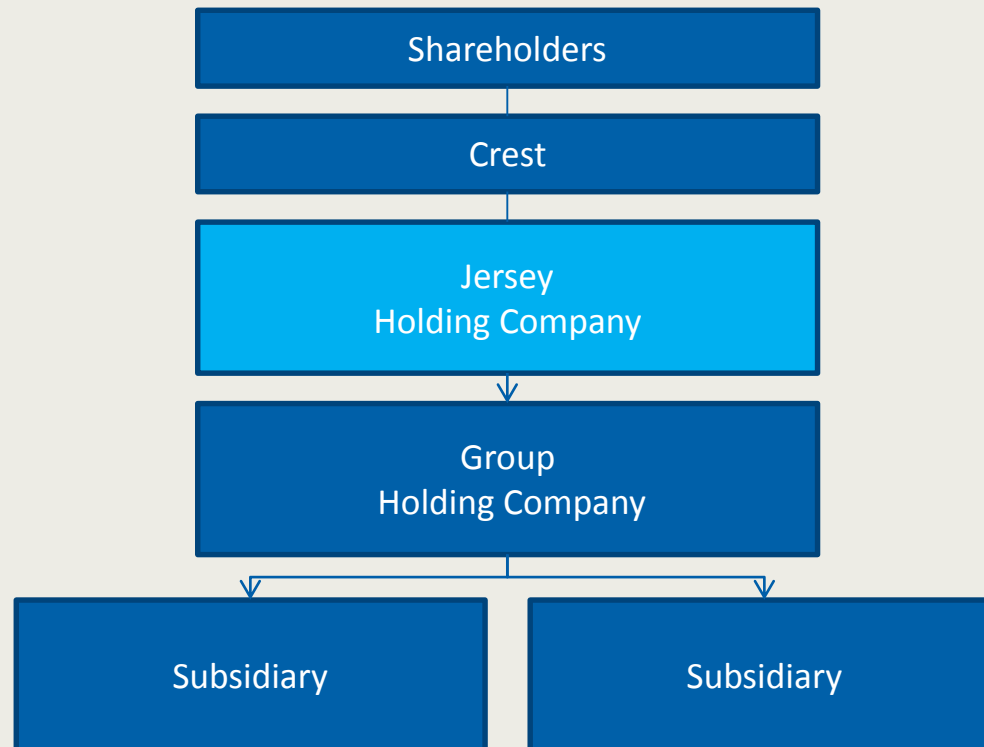 Shareholders
Crest
Jersey
Holding Company
Group
Holding Company
Subsidiary
Subsidiary